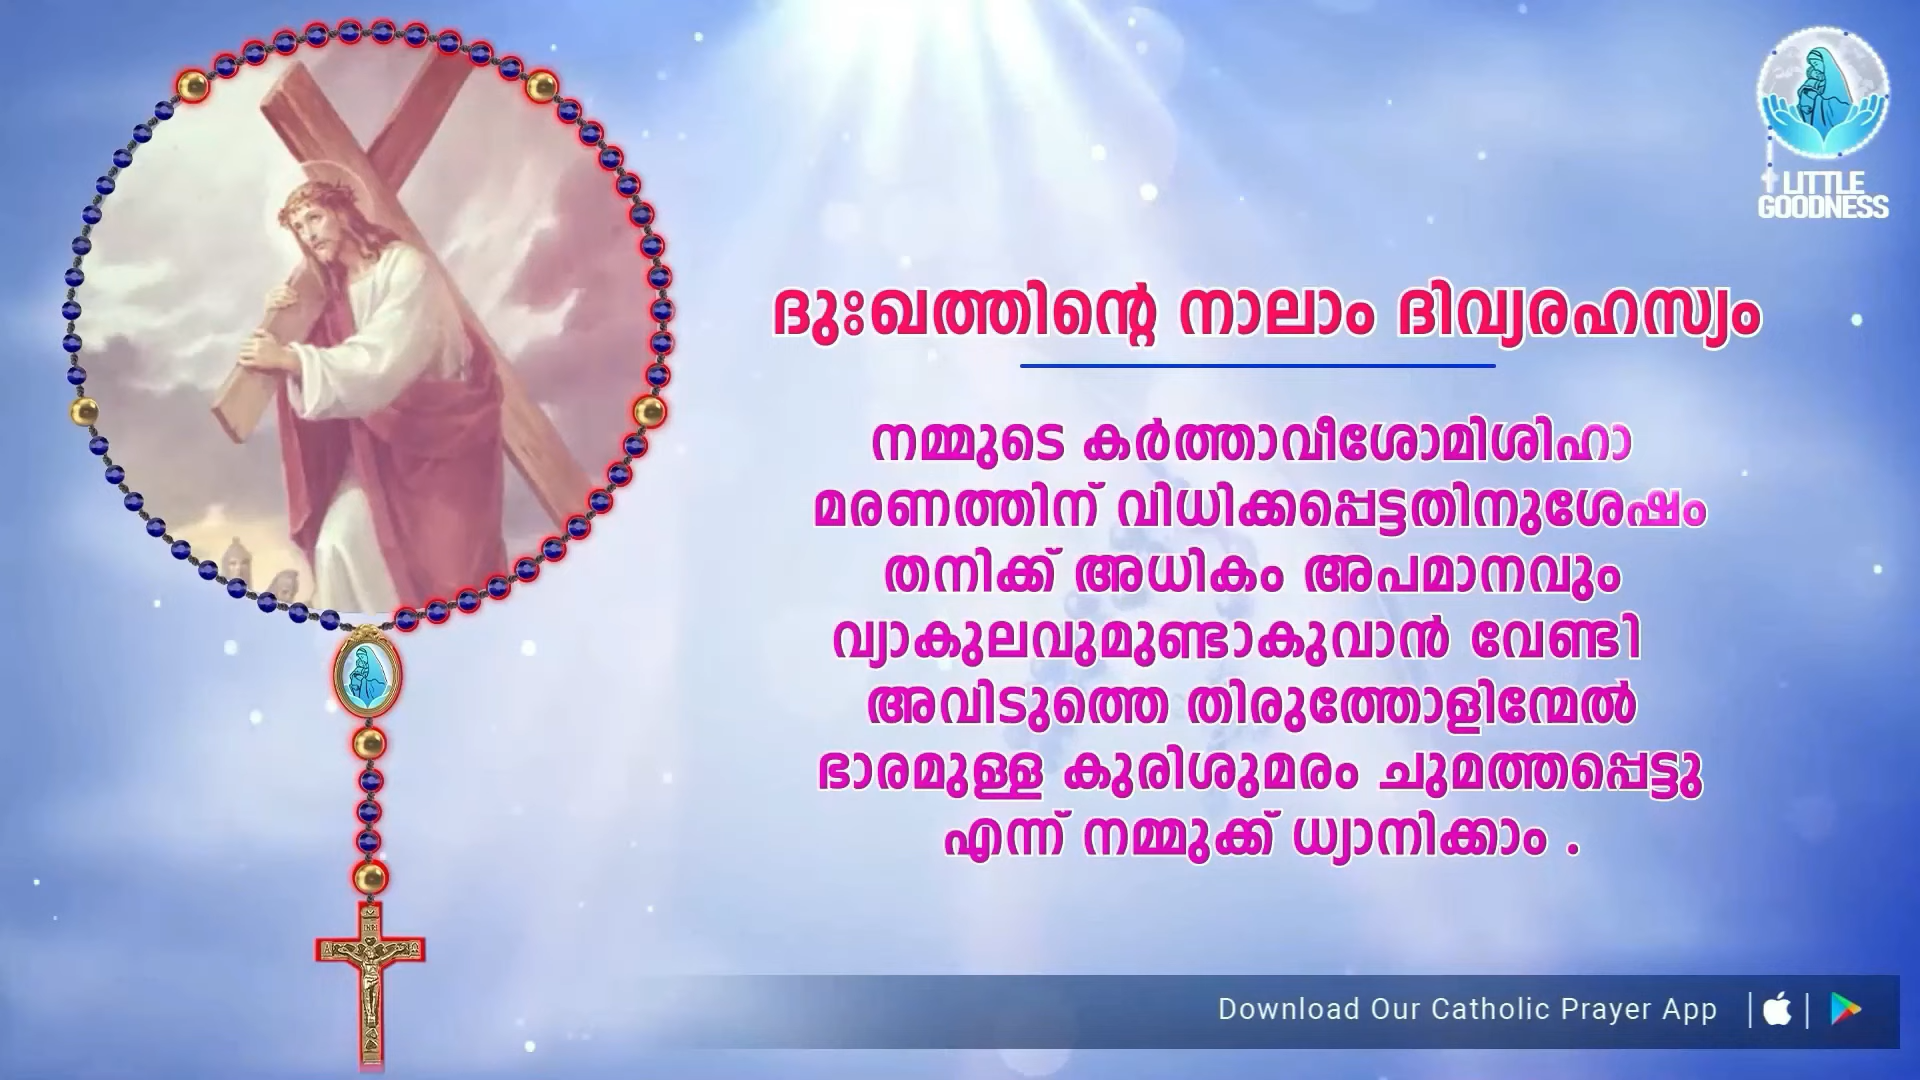 LITTLE
GOODNESS
ദുഃഖത്തിന്റെ നാലാം ദിവ്യരഹസ്യം
നമ്മുടെ കർത്താവീശോമിശിഹാ
മരണത്തിന് വിധിക്കപ്പെട്ടതിനുശേഷം
തനിക്ക് അധികം അപമാനവും
വ്യാകുലവുമുണ്ടാകുവാൻ വേണ്ടി
അവിടുത്തെ തിരുത്തോളിന്മേൽ
ഭാരമുള്ള കുരിശുമരം ചുമത്തപ്പെട്ടു
എന്ന് നമ്മുക്ക് ധ്യാനിക്കാം .
INRI
Α Ω
Download Our Catholic Prayer App